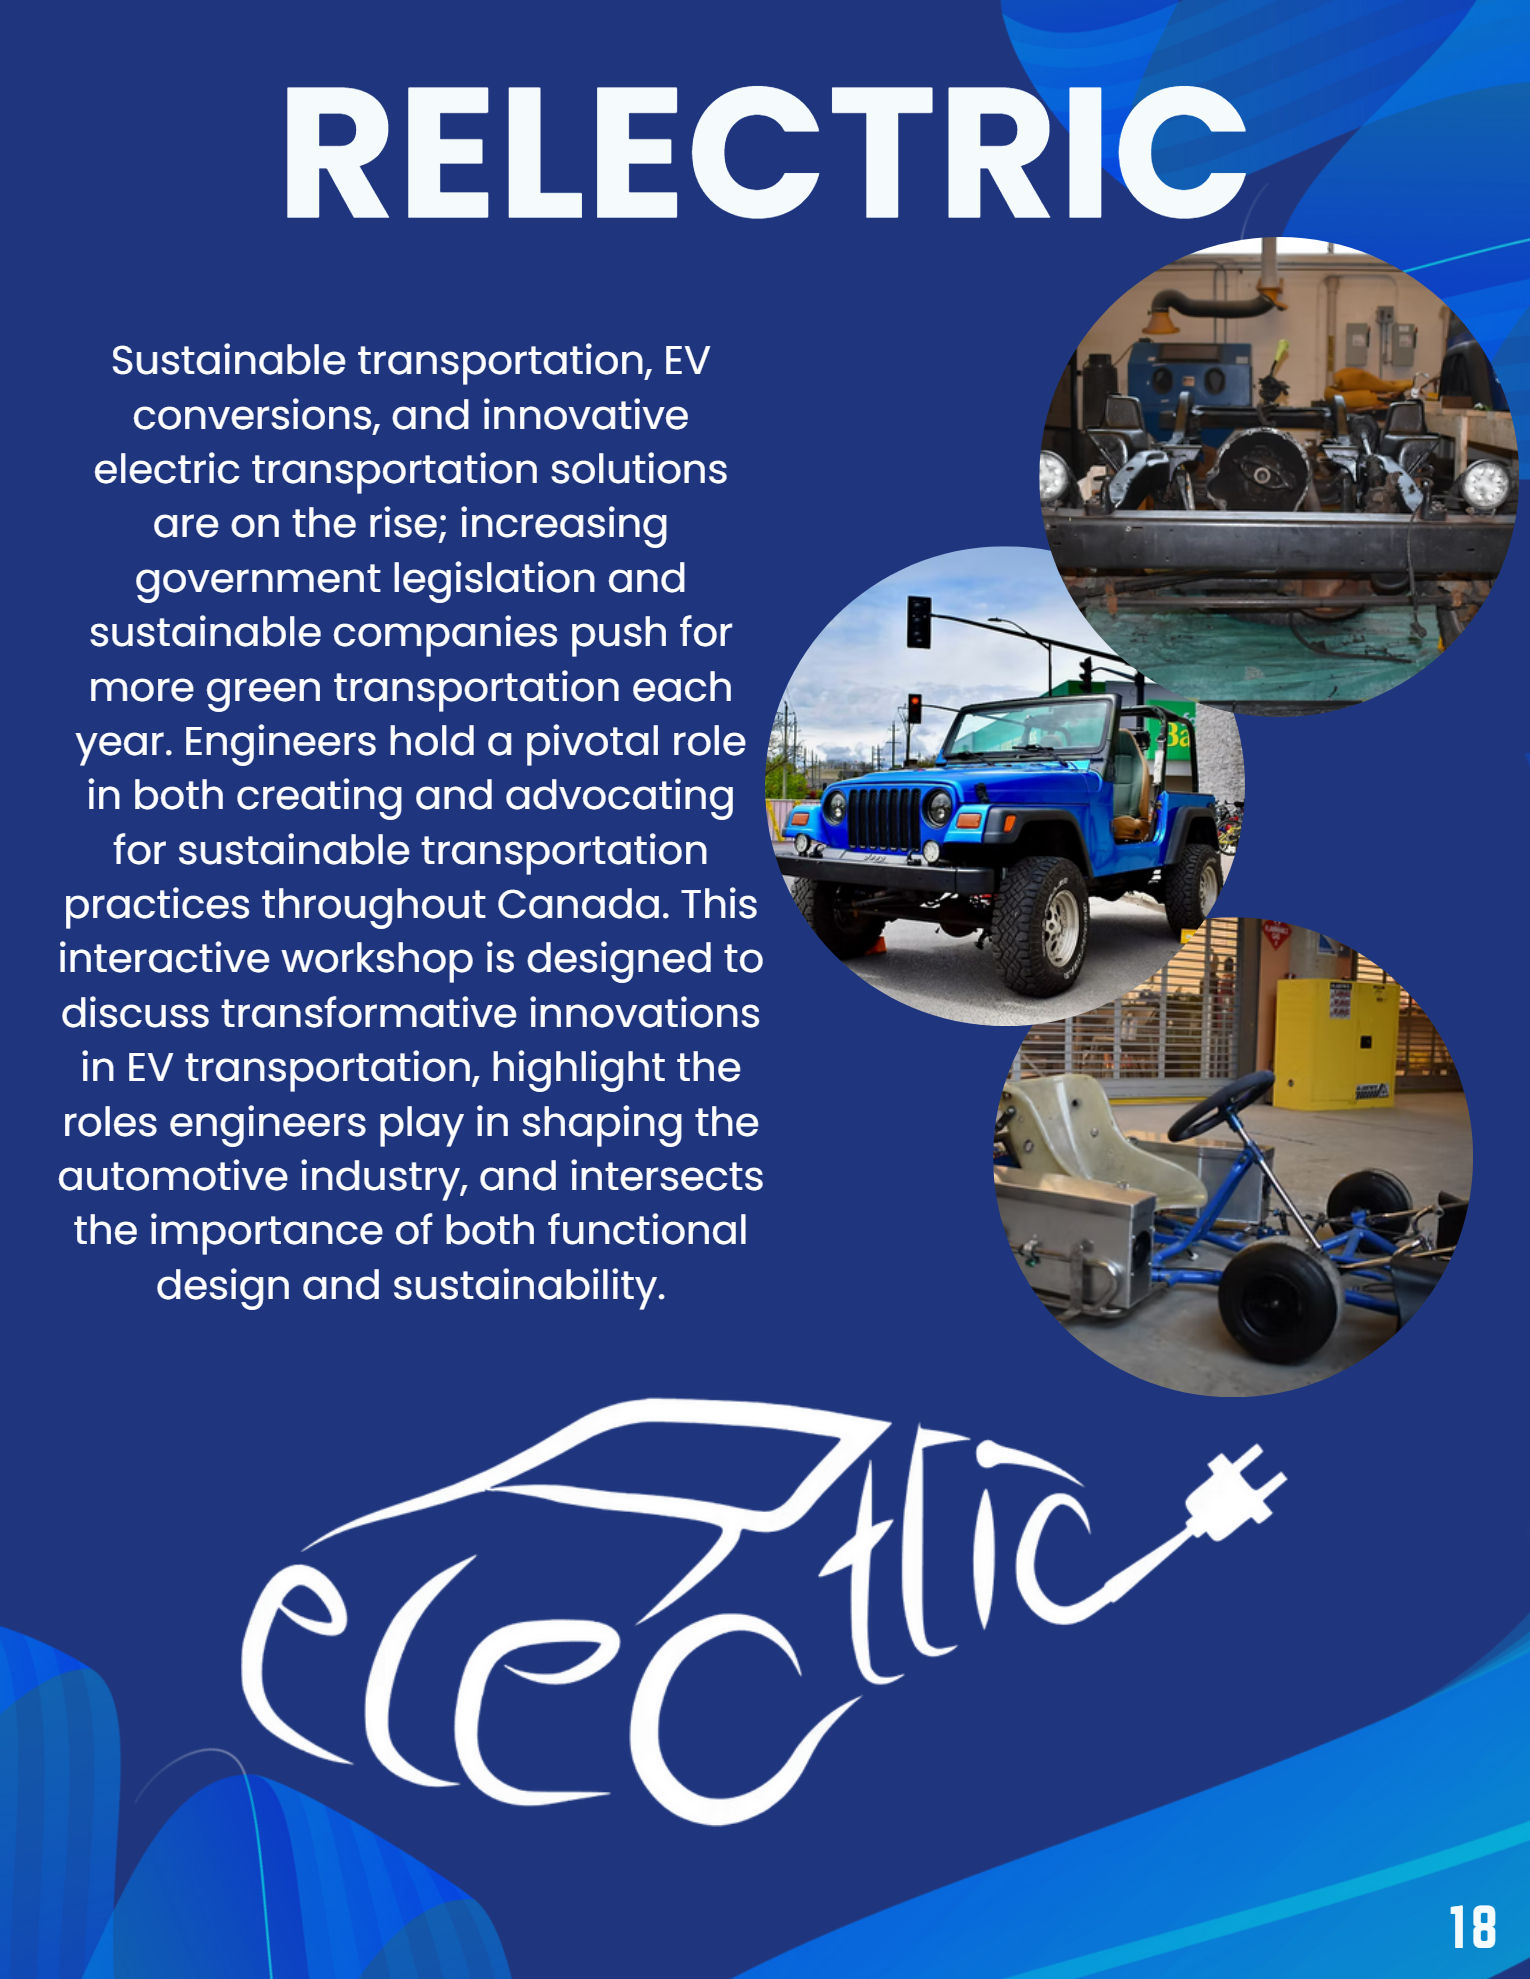 RELECTRIC
Sustainable transportation, EV
conversions, and innovative
electric transportation solutions
are on the rise; increasing
government legislation and
sustainable companies push for
more green transportation each
year. Engineers hold a pivotal role
in both creating and advocating
for sustainable transportation
practices throughout Canada. This
interactive workshop is designed to
discuss transformative innovations
in EV transportation, highlight the
roles engineers play in shaping the
automotive industry, and intersects
the importance of both functional
design and sustainability.
Ba
Jeep
electric
18